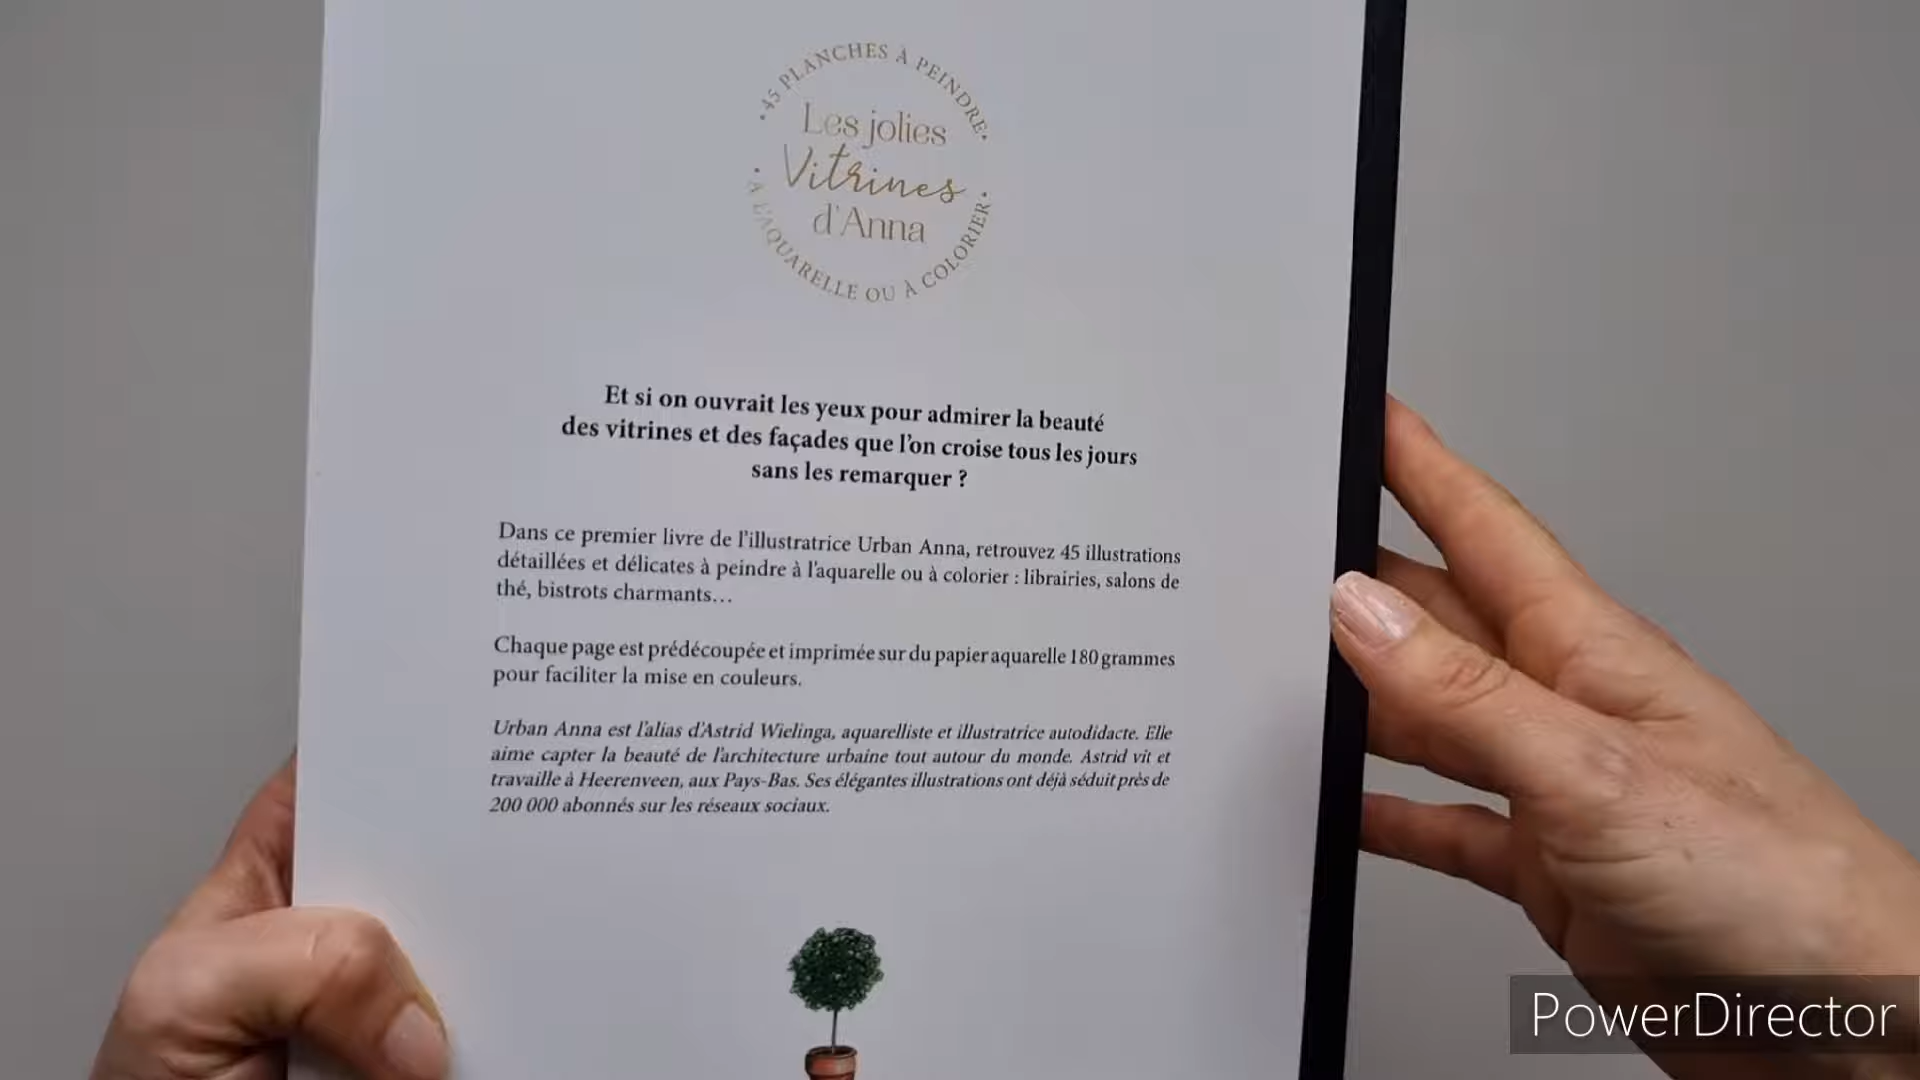 • 45 PLANCHES À PEINDRE •
Les jolies
Vitrines
d'Anna
• À L'AQUARELLE OU À COLORIER •
Et si on ouvrait les yeux pour admirer la beauté
des vitrines et des façades que l'on croise tous les jours
sans les remarquer ?
Dans ce premier livre de l'illustratrice Urban Anna, retrouvez 45 illustrations
détaillées et délicates à peindre à l'aquarelle ou à colorier : librairies, salons de
thé, bistrots charmants…
Chaque page est prédécoupée et imprimée sur du papier aquarelle 180 grammes
pour faciliter la mise en couleurs.
Urban Anna est l'alias d'Astrid Wielinga, aquarelliste et illustratrice autodidacte. Elle
aime capter la beauté de l'architecture urbaine tout autour du monde. Astrid vit et
travaille à Heerenveen, aux Pays-Bas. Ses élégantes illustrations ont déjà séduit près de
200 000 abonnés sur les réseaux sociaux.
PowerDirector